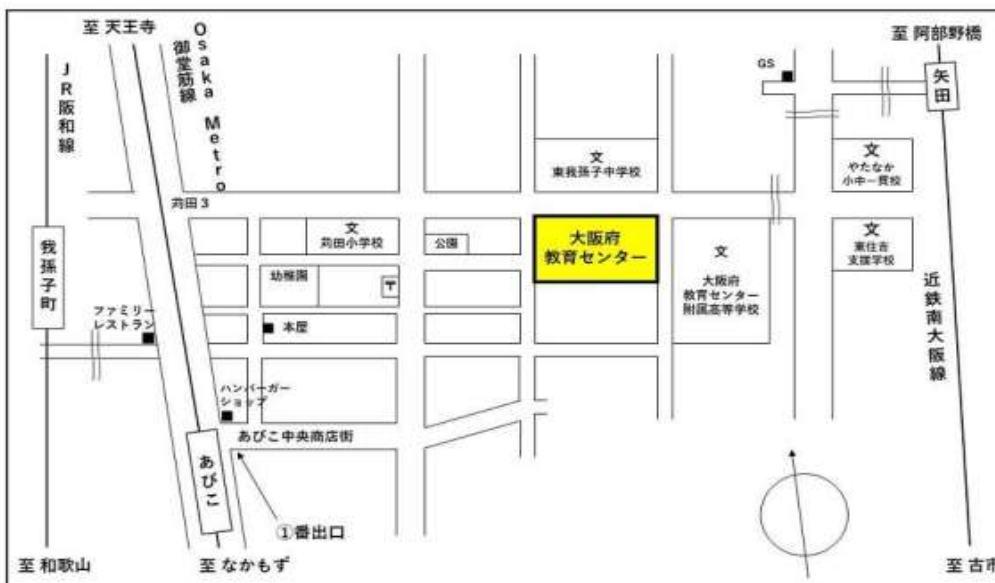 至 天王寺
JR阪和線
Osaka Metro
御堂筋線
至 阿部野橋
矢田
GS
文
東我孫子中学校
文
やたなか
小中一貫校
苅田3
文
苅田小学校
公園
大阪府
教育センター
文
大阪府
教育センター
附属高等学校
文
東住吉
支援学校
我孫子町
幼稚園
〒
ファミリー
レストラン
本屋
近鉄南大阪線
ハンバーガー
ショップ
あびこ中央商店街
あびこ
①番出口
至 和歌山
至 なかもず
至 古市